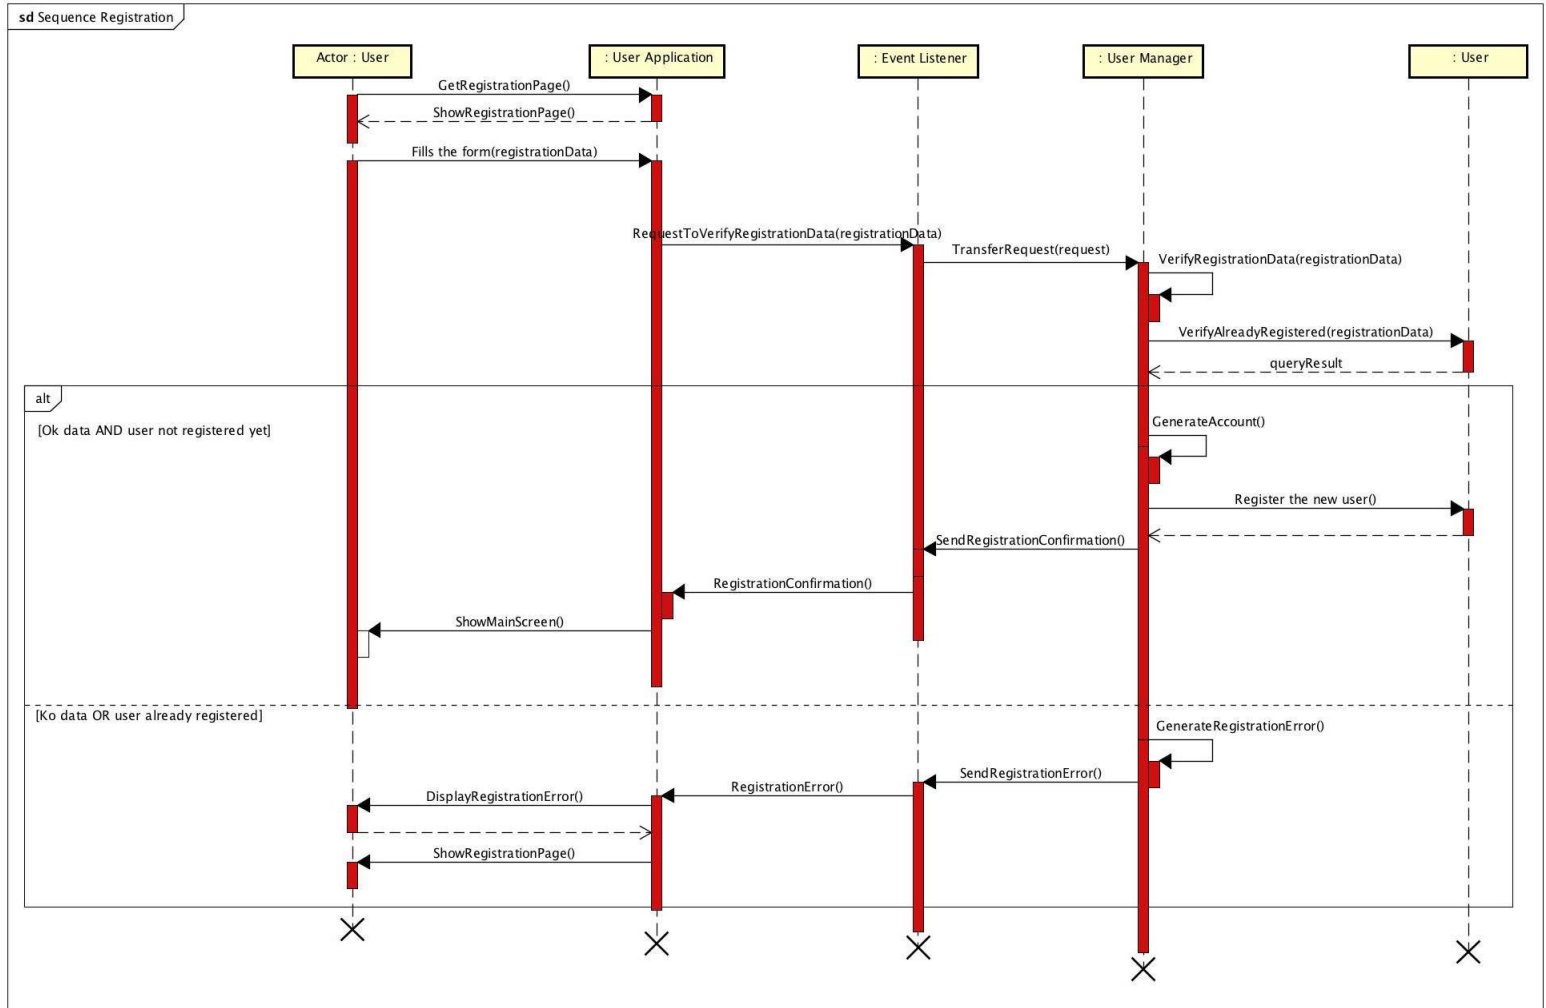 sd Sequence Registration
Actor : User
: User Application
: Event Listener
: User Manager
: User
GetRegistrationPage()
ShowRegistrationPage()
Fills the form(registrationData)
RequestToVerifyRegistrationData(registrationData)
TransferRequest(request)
VerifyRegistrationData(registrationData)
VerifyAlreadyRegistered(registrationData)
queryResult
alt
[Ok data AND user not registered yet]
GenerateAccount()
Register the new user()
SendRegistrationConfirmation()
RegistrationConfirmation()
ShowMainScreen()
[Ko data OR user already registered]
GenerateRegistrationError()
SendRegistrationError()
RegistrationError()
DisplayRegistrationError()
ShowRegistrationPage()